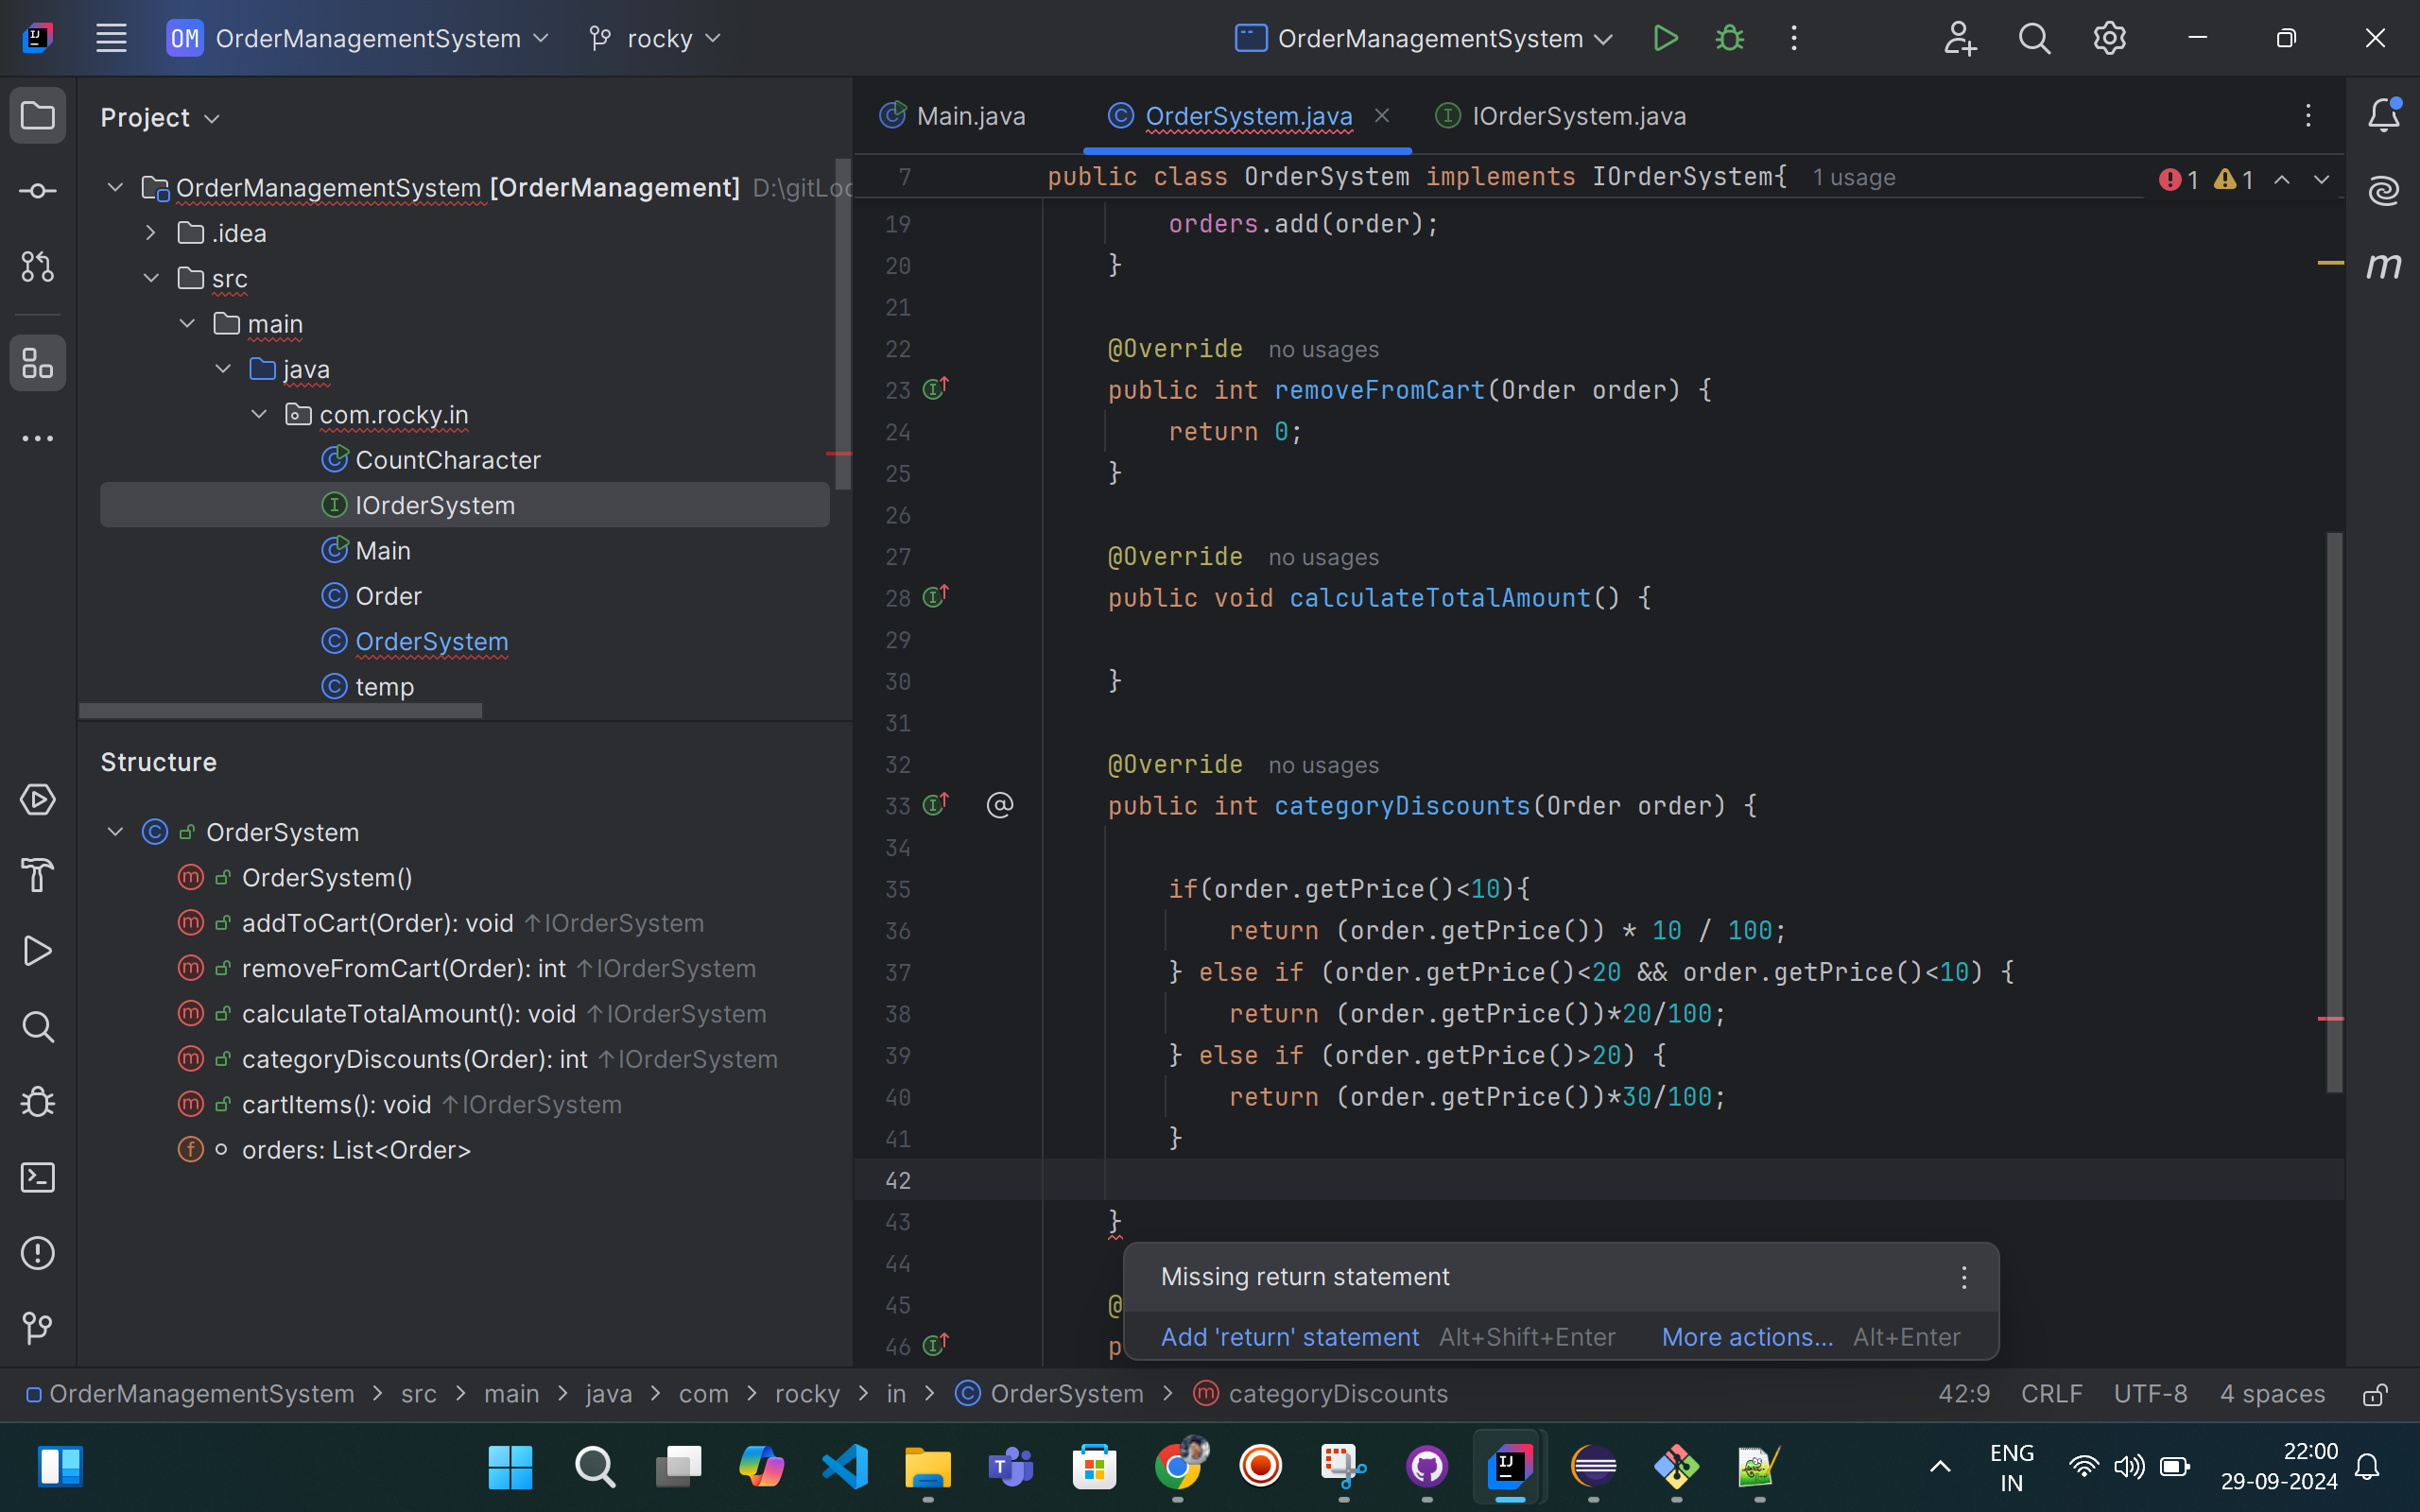 OM OrderManagementSystem rocky OrderManagementSystem
Project
OrderManagementSystem [OrderManagement] D:\gitLoc
.idea
src
main
java
com.rocky.in
CountCharacter
IOrderSystem
Main
Order
OrderSystem
temp
Structure
OrderSystem
OrderSystem()
addToCart(Order): void ↑IOrderSystem
removeFromCart(Order): int ↑IOrderSystem
calculateTotalAmount(): void ↑IOrderSystem
categoryDiscounts(Order): int ↑IOrderSystem
cartItems(): void ↑IOrderSystem
orders: List<Order>
Main.java OrderSystem.java IOrderSystem.java
7 public class OrderSystem implements IOrderSystem{ 1 usage 1 1
19 orders.add(order);
20 }
21
22 @Override no usages
23 public int removeFromCart(Order order) {
24 return 0;
25 }
26
27 @Override no usages
28 public void calculateTotalAmount() {
29
30 }
31
32 @Override no usages
33 public int categoryDiscounts(Order order) {
34
35 if(order.getPrice()<10){
36 return (order.getPrice()) * 10 / 100;
37 } else if (order.getPrice()<20 && order.getPrice()<10) {
38 return (order.getPrice())*20/100;
39 } else if (order.getPrice()>20) {
40 return (order.getPrice())*30/100;
41 }
42
43 }
44
45 @
46 p
Missing return statement
Add 'return' statement Alt+Shift+Enter More actions... Alt+Enter
OrderManagementSystem > src > main > java > com > rocky > in > OrderSystem > categoryDiscounts 42:9 CRLF UTF-8 4 spaces
ENG
IN
22:00
29-09-2024